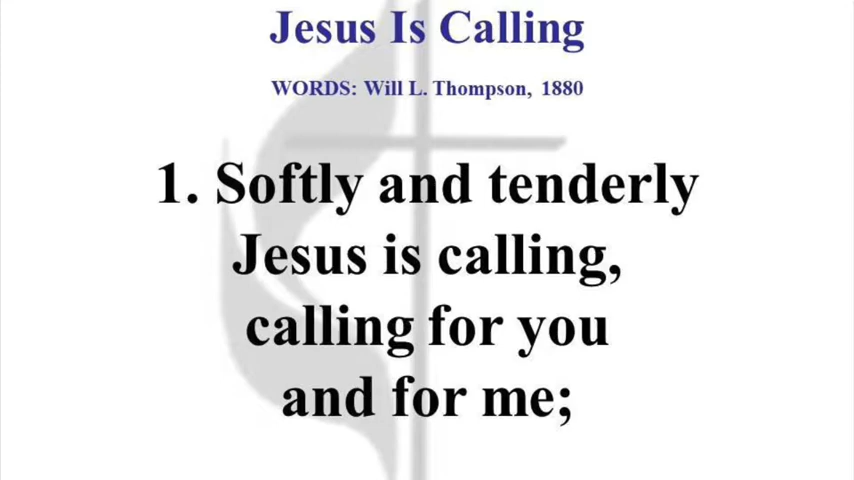 Jesus Is Calling
WORDS: Will L. Thompson, 1880
1. Softly and tenderly
Jesus is calling,
calling for you
and for me;